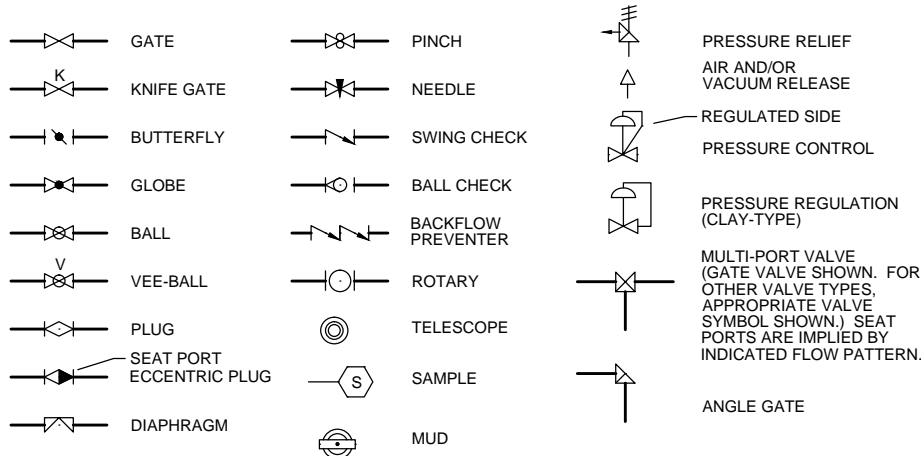 GATE
K
KNIFE GATE
BUTTERFLY
GLOBE
BALL
V
VEE-BALL
PLUG
SEAT PORT
ECCENTRIC PLUG
DIAPHRAGM
PINCH
NEEDLE
SWING CHECK
BALL CHECK
BACKFLOW
PREVENTER
ROTARY
TELESCOPE
S
SAMPLE
MUD
PRESSURE RELIEF
AIR AND/OR
VACUUM RELEASE
REGULATED SIDE
PRESSURE CONTROL
PRESSURE REGULATION
(CLAY-TYPE)
MULTI-PORT VALVE
(GATE VALVE SHOWN. FOR
OTHER VALVE TYPES,
APPROPRIATE VALVE
SYMBOL SHOWN.) SEAT
PORTS ARE IMPLIED BY
INDICATED FLOW PATTERN.
ANGLE GATE